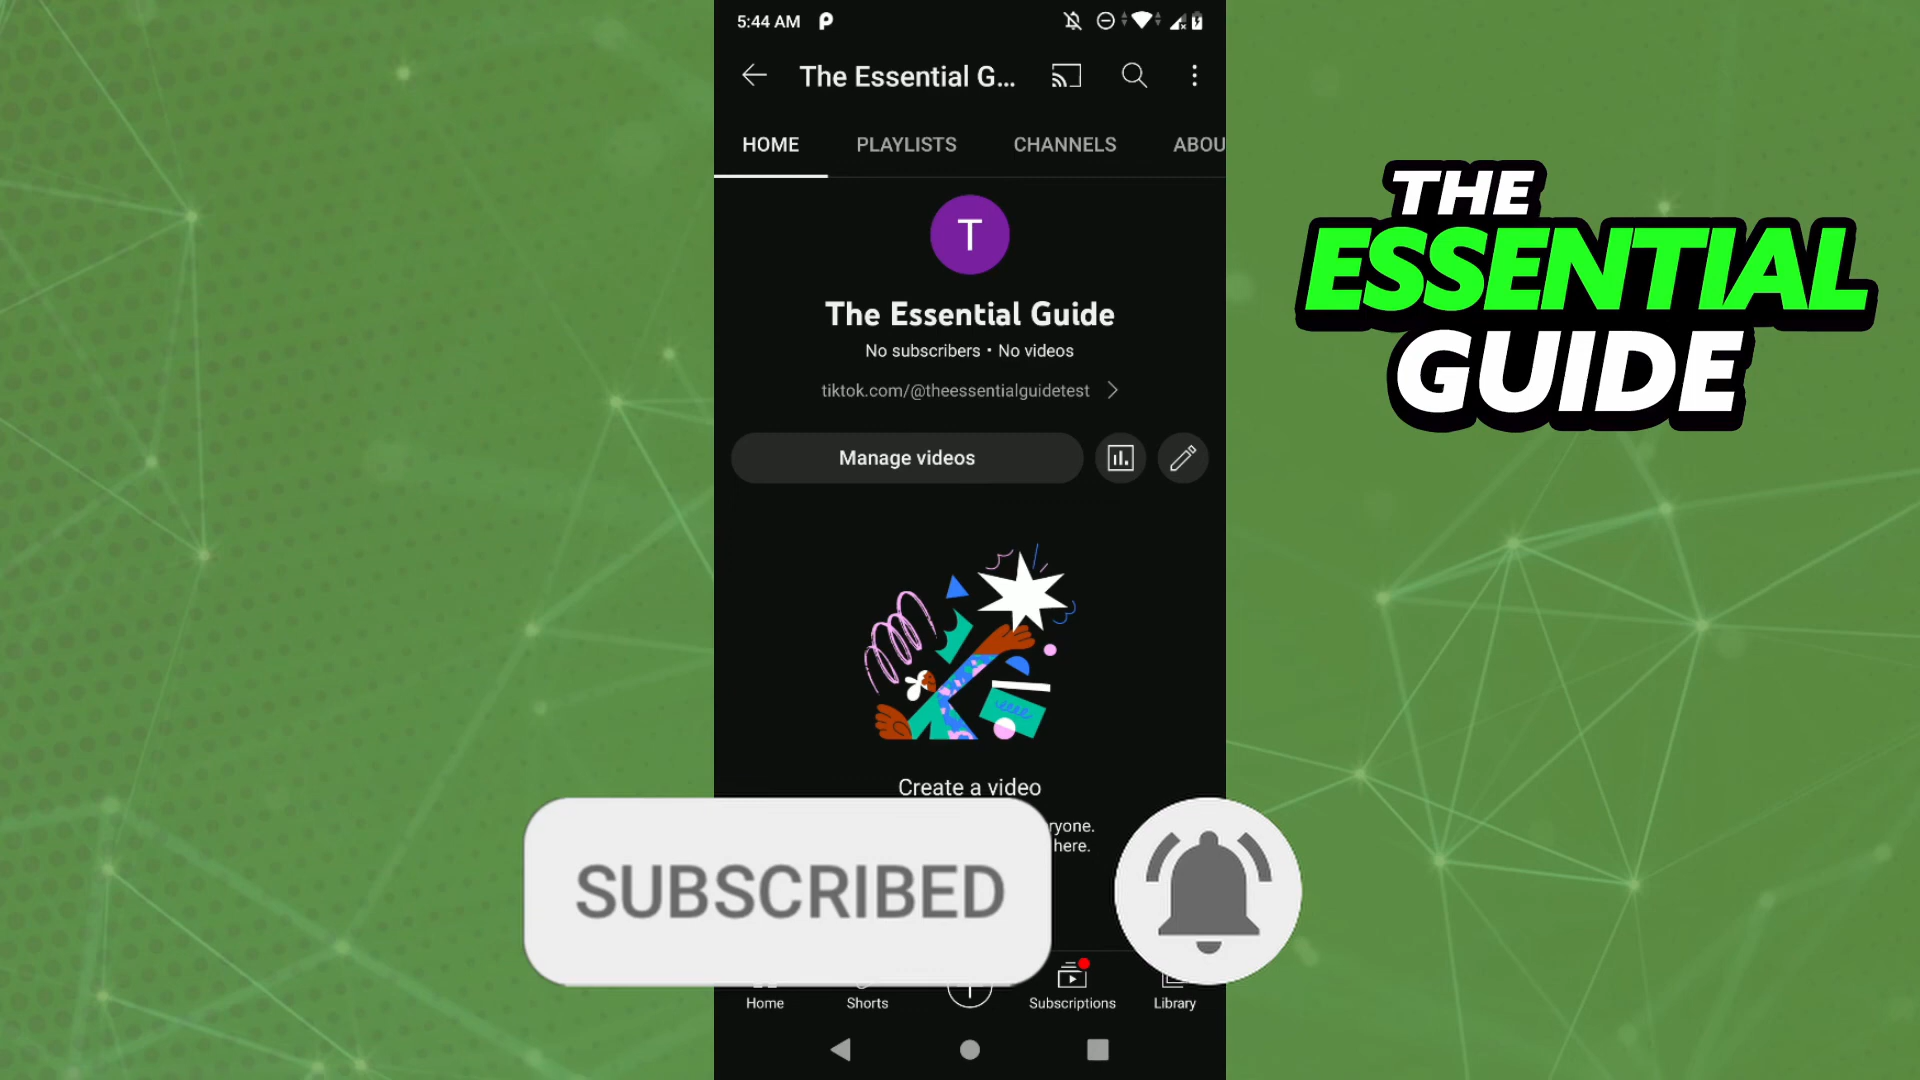 5:44 AM
The Essential G...
HOME PLAYLISTS CHANNELS ABOU
T
The Essential Guide
No subscribers • No videos
tiktok.com/@theessentialguidetest
Manage videos
Create a video
ryone.
here.
SUBSCRIBED
Home Shorts Subscriptions Library
THE
ESSENTIAL
GUIDE